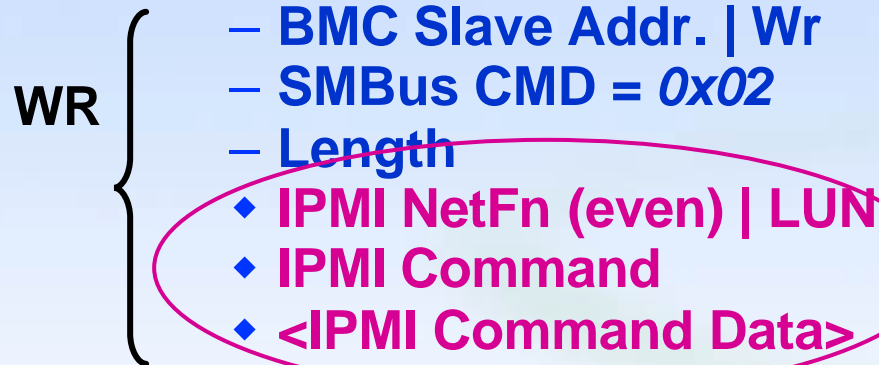 – BMC Slave Addr. | Wr
WR
– SMBus CMD = 0x02
– Length
◆ IPMI NetFn (even) | LUN
◆ IPMI Command
◆ <IPMI Command Data>